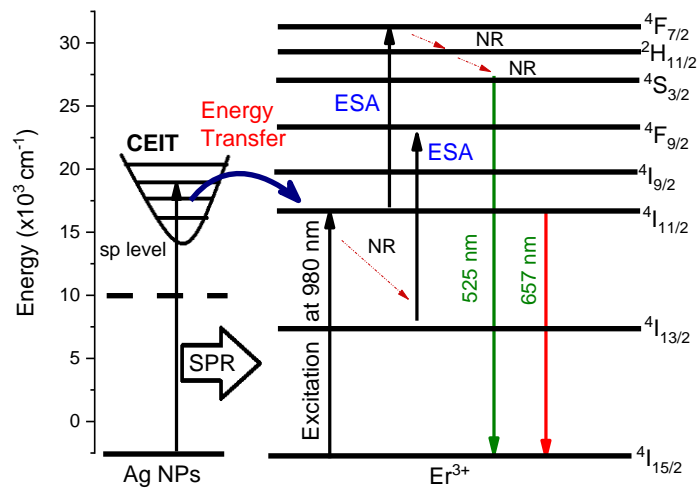 Energy (x10³ cm⁻¹)
30
25
20
15
10
5
0
CEIT
sp level
Ag NPs
SPR
Energy
Transfer
ESA
ESA
NR
NR
NR
Excitation at 980 nm
525 nm
657 nm
Er³⁺
⁴F₇/₂
²H₁₁/₂
⁴S₃/₂
⁴F₉/₂
⁴I₉/₂
⁴I₁₁/₂
⁴I₁₃/₂
⁴I₁₅/₂